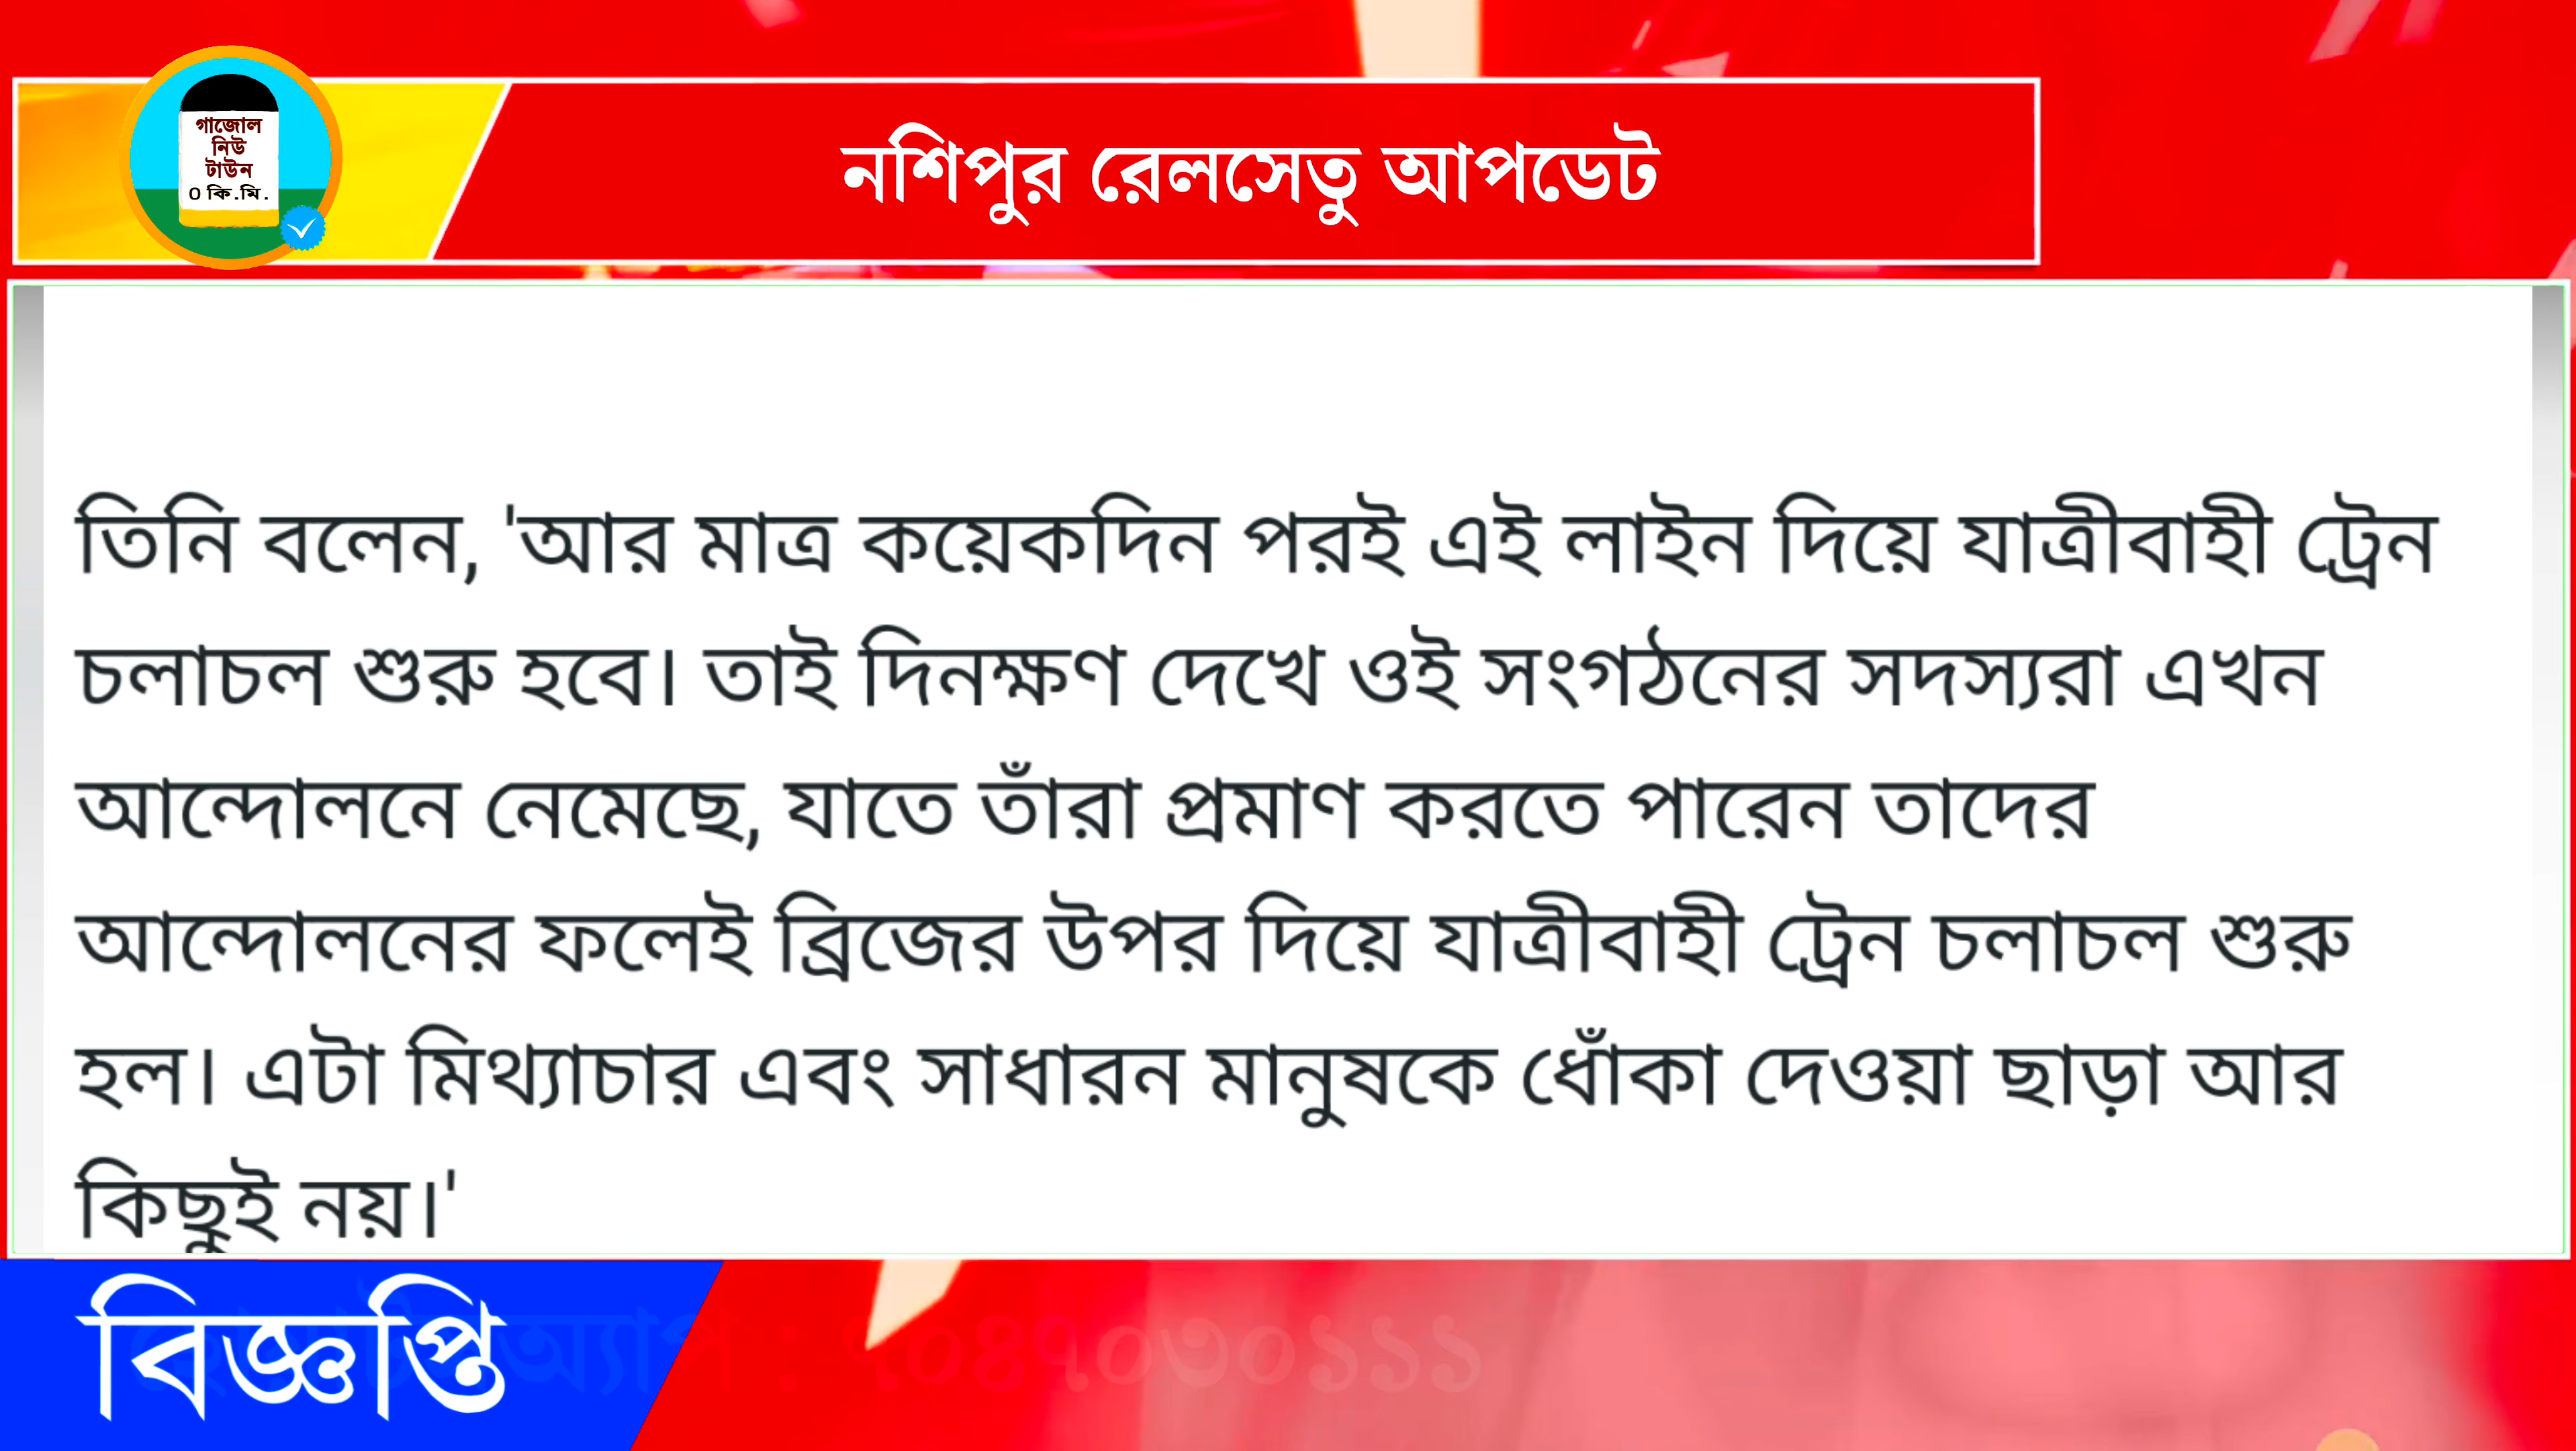 গাজোল
নিউ
টাউন
0 কি.মি.
নশিপুর রেলসেতু আপডেট
তিনি বলেন, 'আর মাত্র কয়েকদিন পরই এই লাইন দিয়ে যাত্রীবাহী ট্রেন
চলাচল শুরু হবে। তাই দিনক্ষণ দেখে ওই সংগঠনের সদস্যরা এখন
আন্দোলনে নেমেছে, যাতে তাঁরা প্রমাণ করতে পারেন তাদের
আন্দোলনের ফলেই ব্রিজের উপর দিয়ে যাত্রীবাহী ট্রেন চলাচল শুরু
হল। এটা মিথ্যাচার এবং সাধারন মানুষকে ধোঁকা দেওয়া ছাড়া আর
কিছুই নয়।'
বিজ্ঞপ্তি
অ্যাপ : ৭০৪৭০৩০১১১